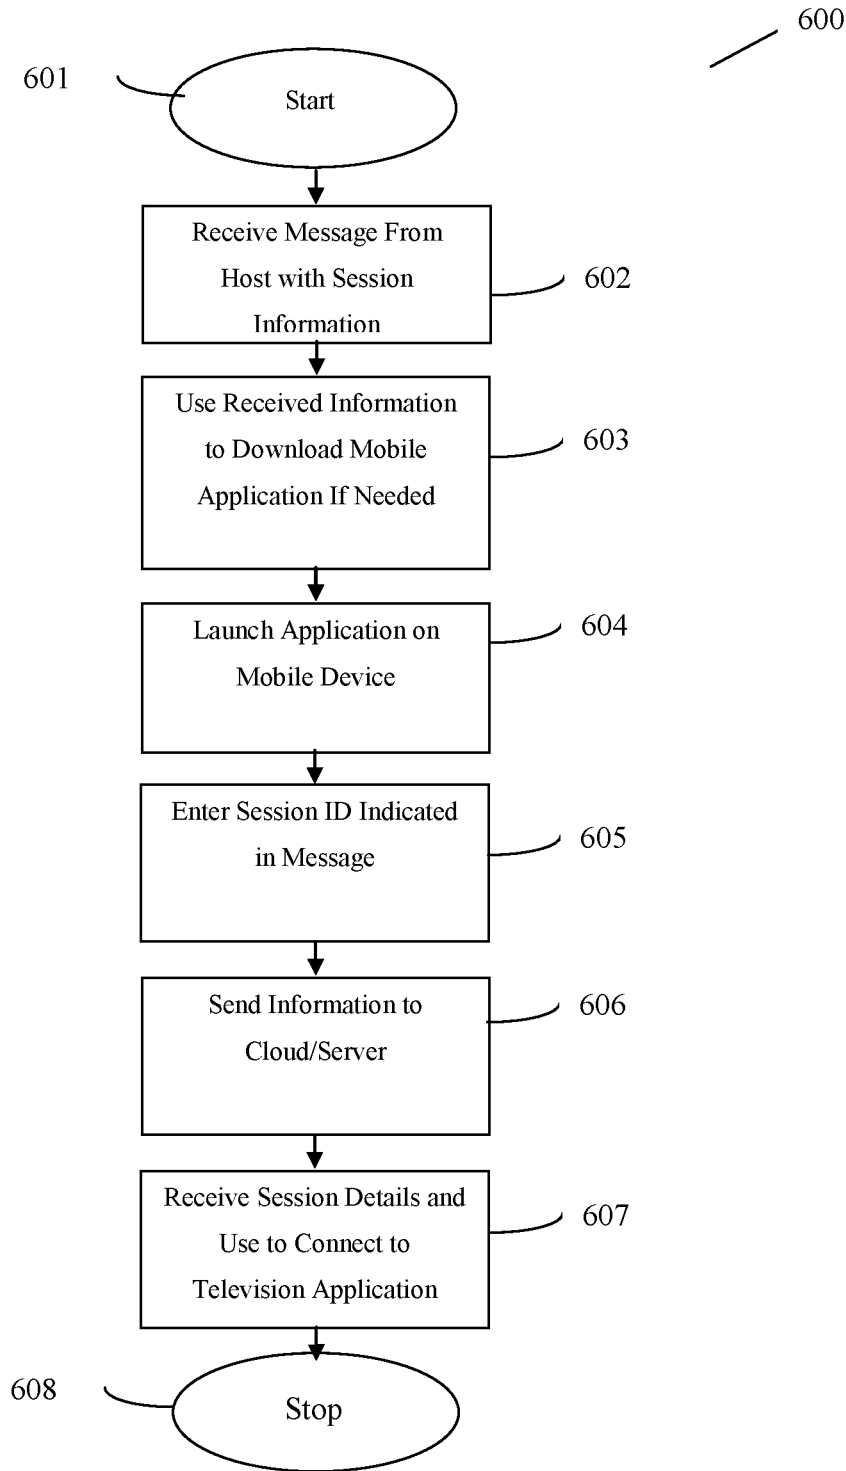 600
601
Start
Receive Message From
Host with Session
Information
602
Use Received Information
to Download Mobile
Application If Needed
603
Launch Application on
Mobile Device
604
Enter Session ID Indicated
in Message
605
Send Information to
Cloud/Server
606
Receive Session Details and
Use to Connect to
Television Application
607
608
Stop